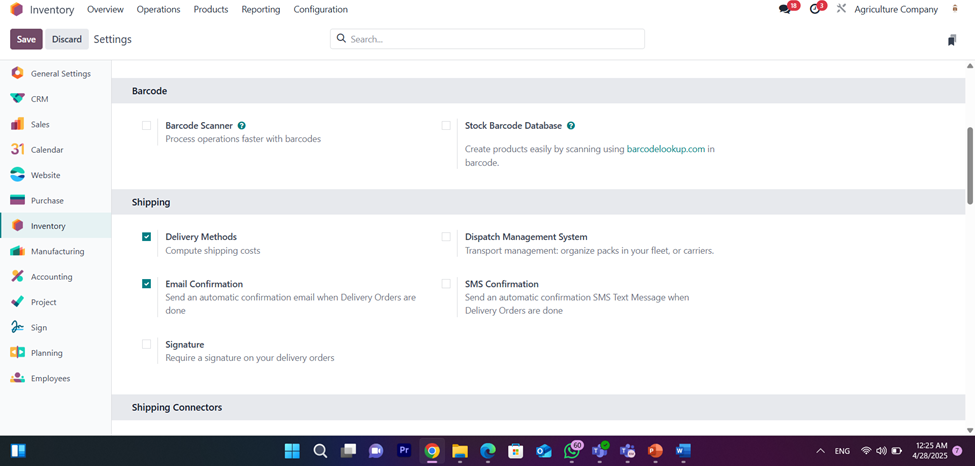 Inventory Overview Operations Products Reporting Configuration 18 3 Agriculture Company
Save Discard Settings Search...
General Settings
CRM
Sales
31 Calendar
Website
Purchase
Inventory
Manufacturing
Accounting
Project
Sign
Planning
Employees
Barcode
Barcode Scanner ?
Process operations faster with barcodes
Stock Barcode Database ?
Create products easily by scanning using barcodelookup.com in
barcode.
Shipping
Delivery Methods
Compute shipping costs
Dispatch Management System
Transport management: organize packs in your fleet, or carriers.
Email Confirmation
Send an automatic confirmation email when Delivery Orders are
done
SMS Confirmation
Send an automatic confirmation SMS Text Message when
Delivery Orders are done
Signature
Require a signature on your delivery orders
Shipping Connectors
Pr 60 ENG 12:25 AM
4/28/2025 7